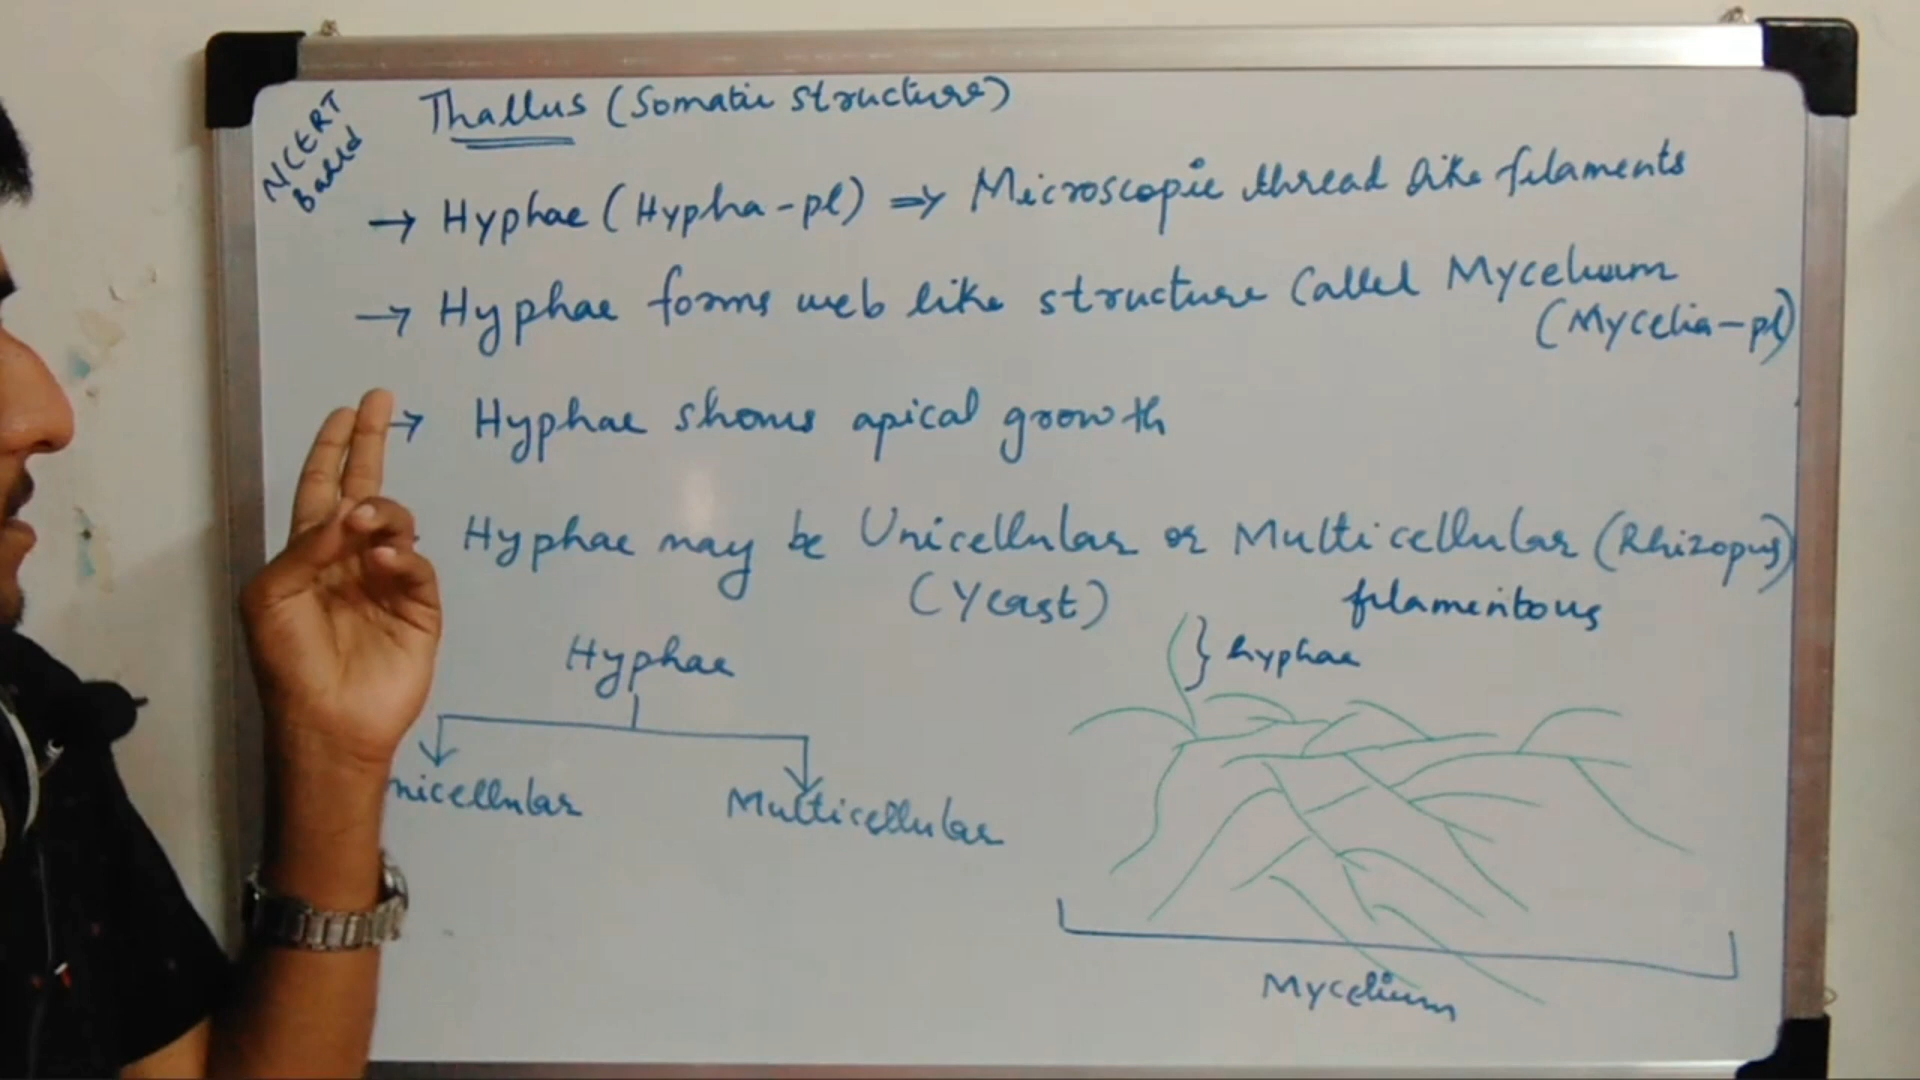 NCERT
Based
Thallus (Somatic structure)
→ Hyphae (Hypha-pl) ⇒ Microscopic thread like filaments
→ Hyphae forms web like structure Called Mycelium
(Mycelia-pl)
→ Hyphae shows apical growth
Hyphae may be Unicellular or Multicellular (Rhizopus)
(Yeast) filamentous
} hyphae
Hyphae
nicellular Multicellular
Mycelium